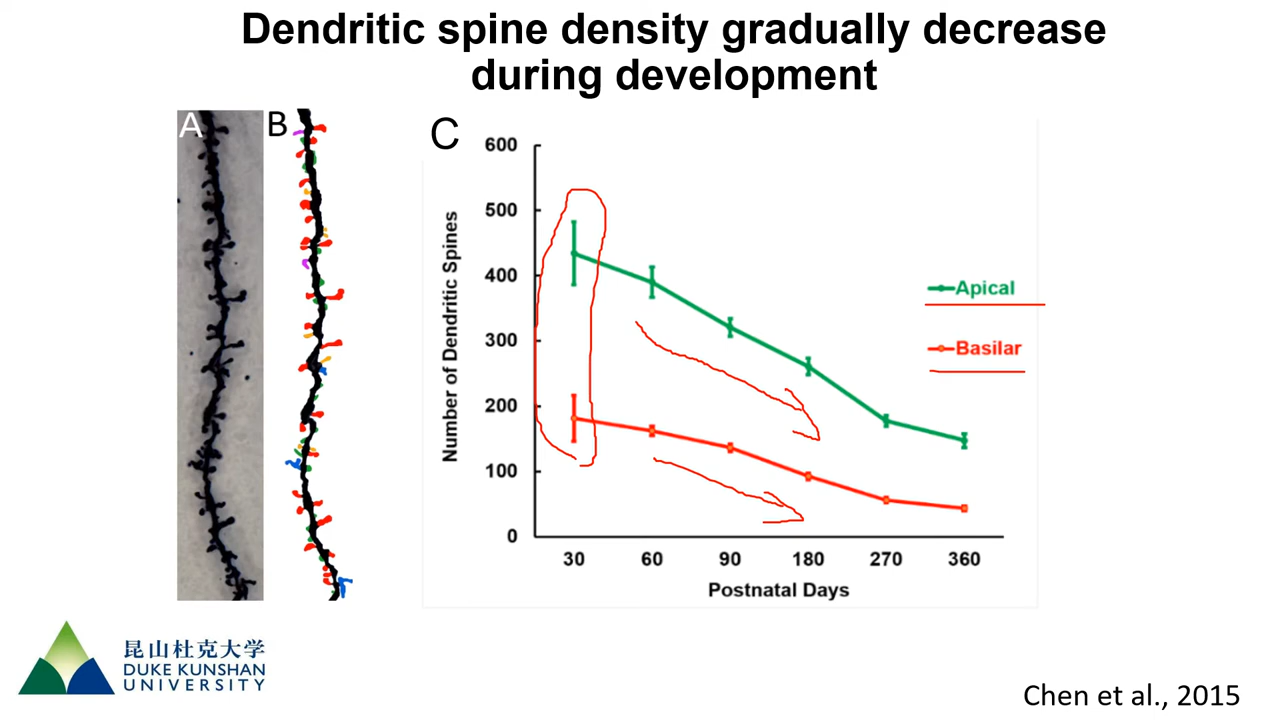 Dendritic spine density gradually decrease
during development
A
B
C
600
500
400
300
200
100
0
Number of Dendritic Spines
30 60 90 180 270 360
Postnatal Days
Apical
Basilar
昆山杜克大学
DUKE KUNSHAN
UNIVERSITY
Chen et al., 2015